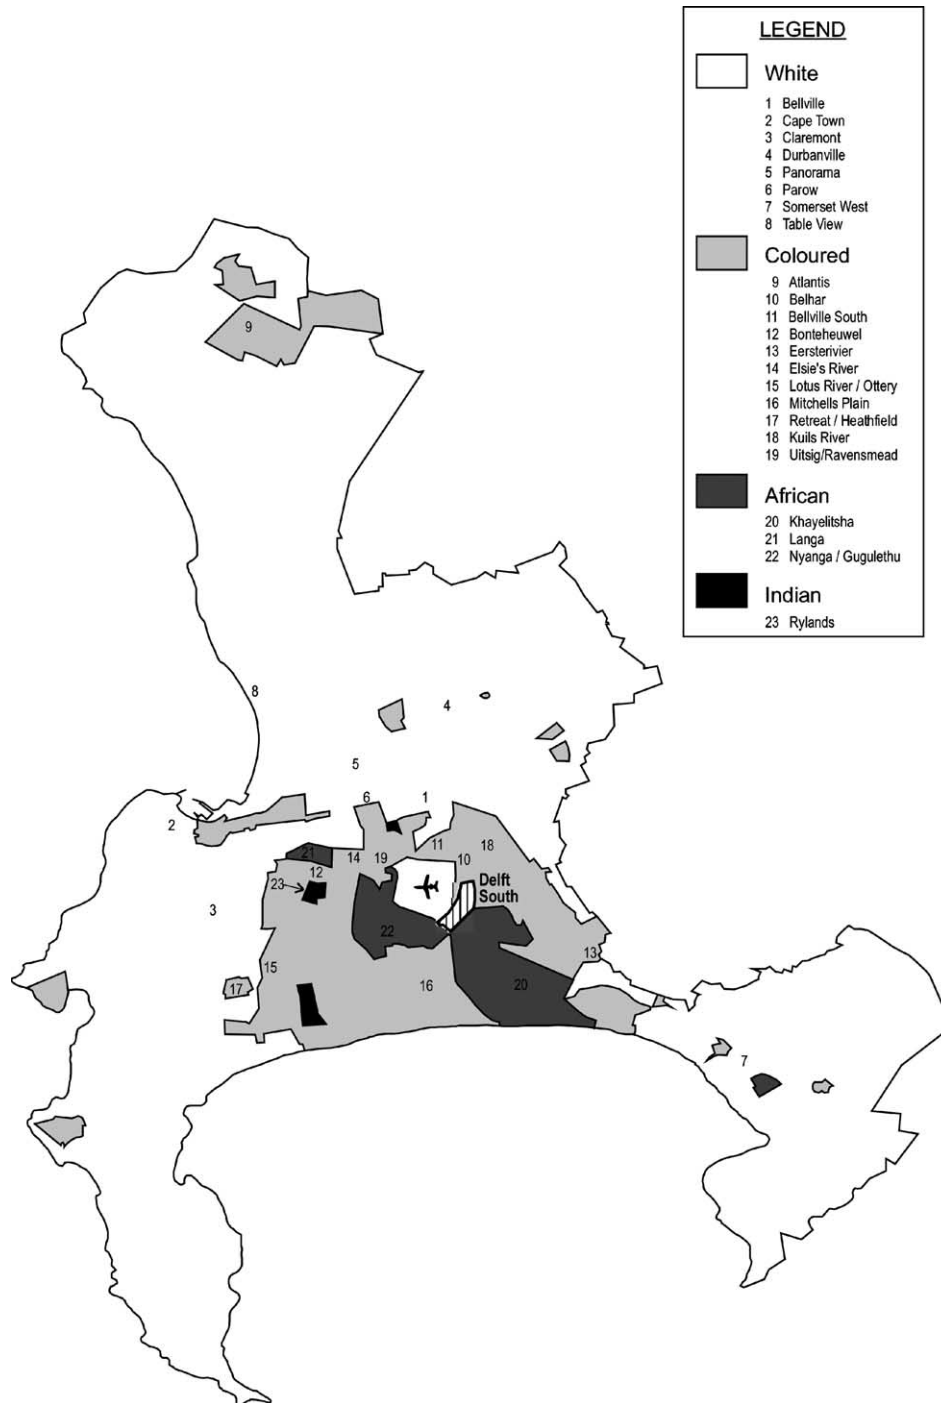 LEGEND
White
1 Bellville
2 Cape Town
3 Claremont
4 Durbanville
5 Panorama
6 Parow
7 Somerset West
8 Table View
Coloured
9 Atlantis
10 Belhar
11 Bellville South
12 Bonteheuwel
13 Eersterivier
14 Elsie's River
15 Lotus River / Ottery
16 Mitchells Plain
17 Retreat / Heathfield
18 Kuils River
19 Uitsig/Ravensmead
African
20 Khayelitsha
21 Langa
22 Nyanga / Gugulethu
Indian
23 Rylands
9
8
4
5
6
1
2
11
18
21
14
19
10
12
23
Delft
South
3
22
13
15
17
16
20
7